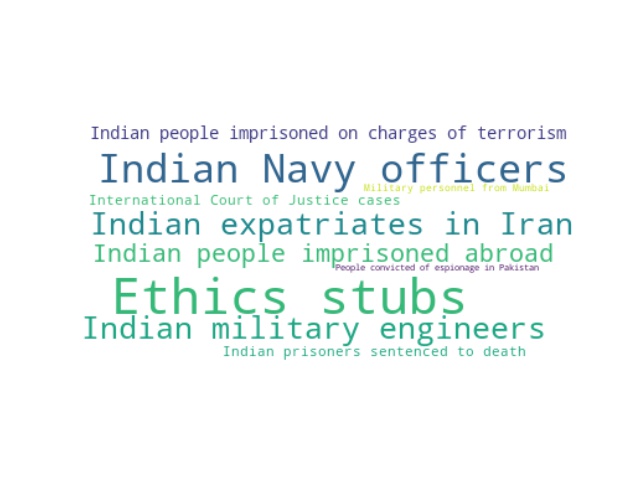 Indian people imprisoned on charges of terrorism
Indian Navy officers
Military personnel from Mumbai
International Court of Justice cases
Indian expatriates in Iran
Indian people imprisoned abroad
People convicted of espionage in Pakistan
Ethics stubs
Indian military engineers
Indian prisoners sentenced to death